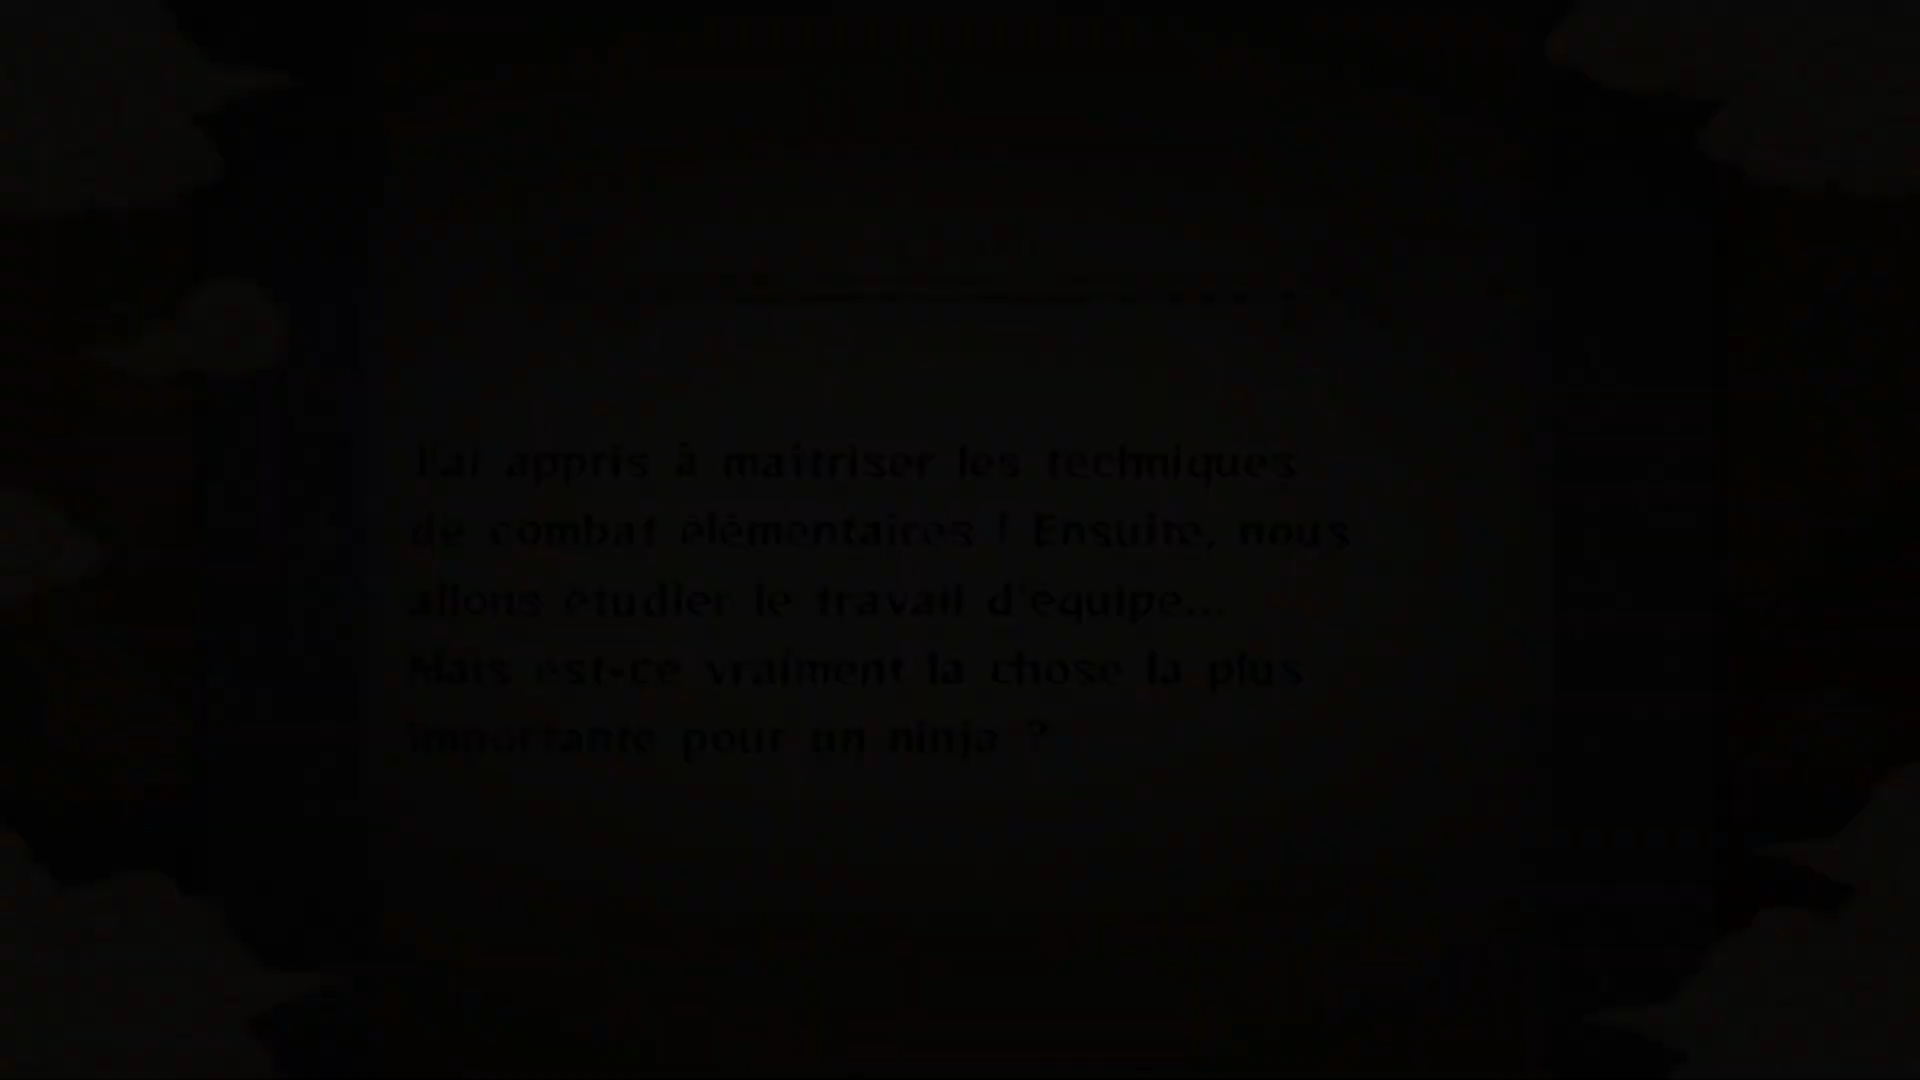 J'ai appris à maîtriser les techniques
de combat élémentaires ! Ensuite, nous
allons étudier le travail d'équipe...
Mais est-ce vraiment la chose la plus
importante pour un ninja ?